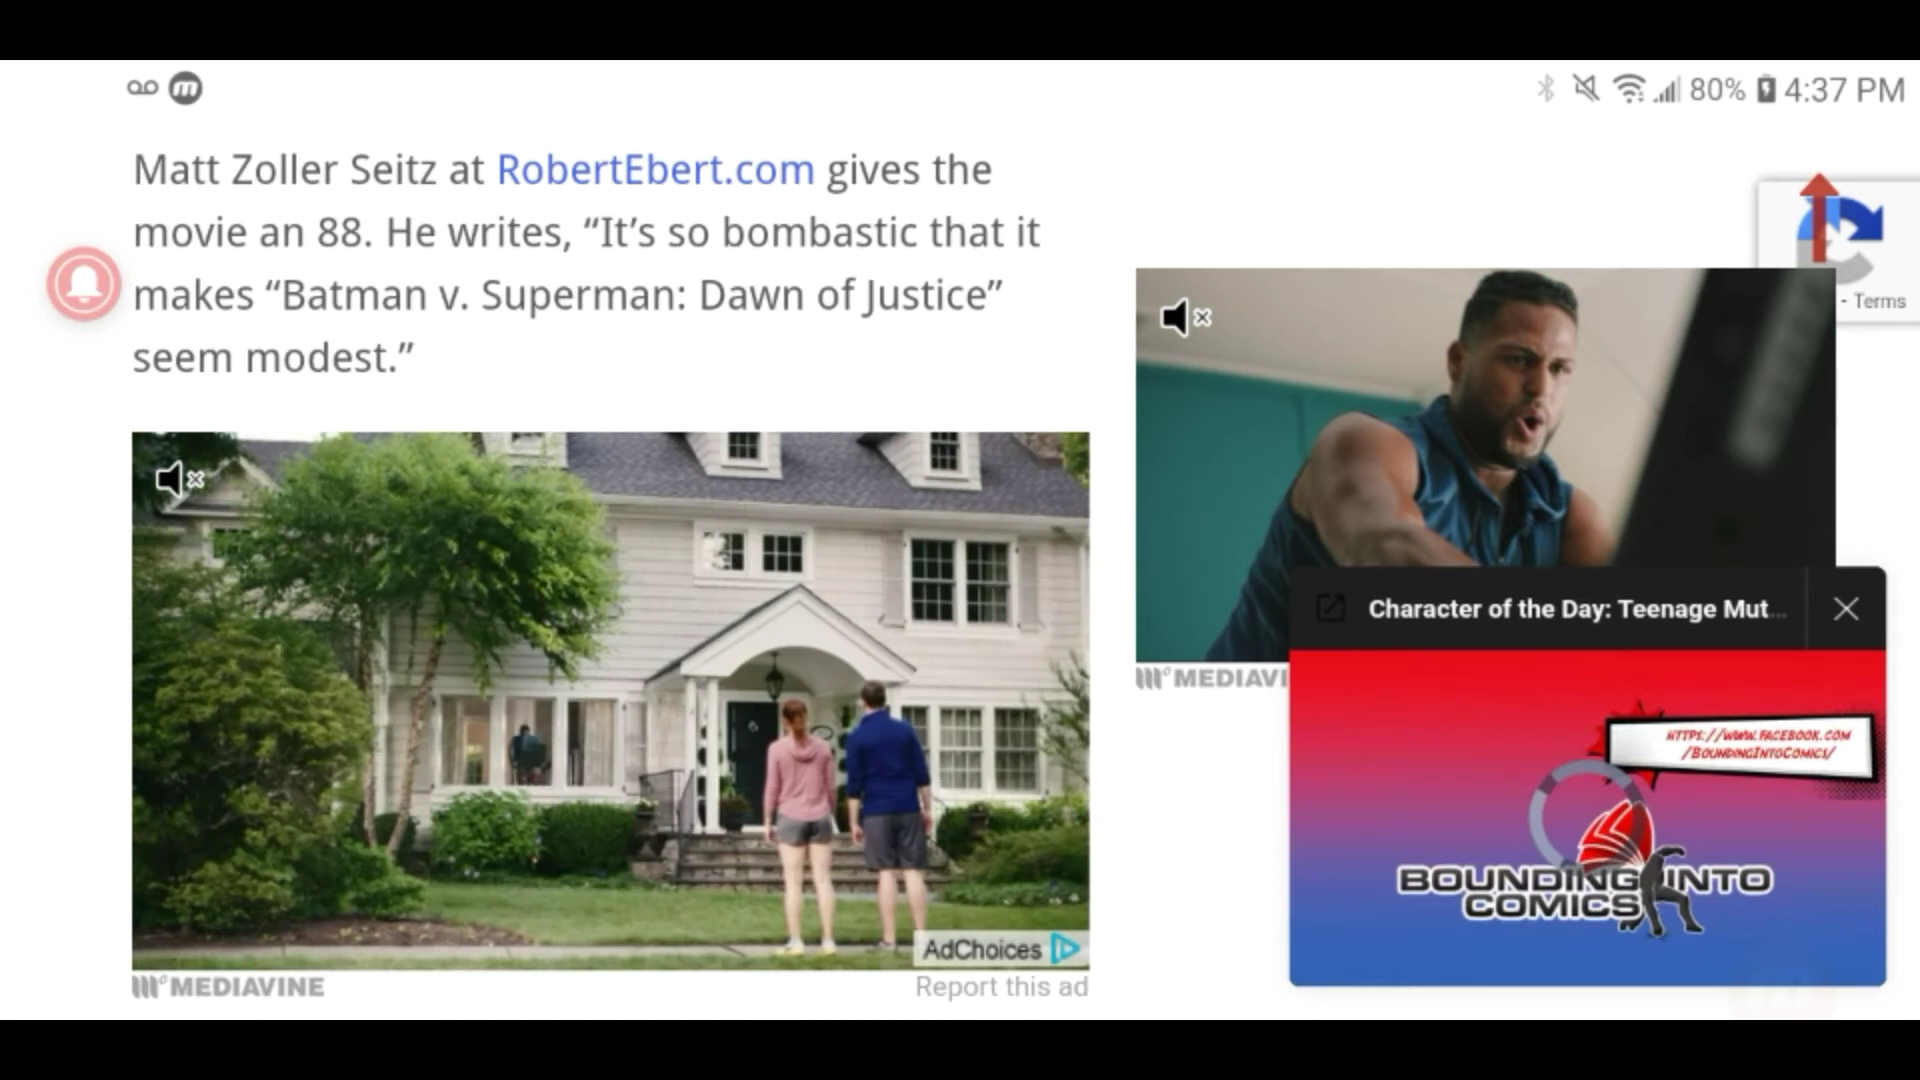 80% 4:37 PM
Matt Zoller Seitz at RobertEbert.com gives the
movie an 88. He writes, “It’s so bombastic that it
makes “Batman v. Superman: Dawn of Justice”
seem modest.”
- Terms
AdChoices
MEDIAVINE
Report this ad
MEDIAVI
Character of the Day: Teenage Mut...
HTTPS://WWW.FACEBOOK.COM
/BOUNDINGINTOCOMICS/
BOUNDING INTO
COMICS